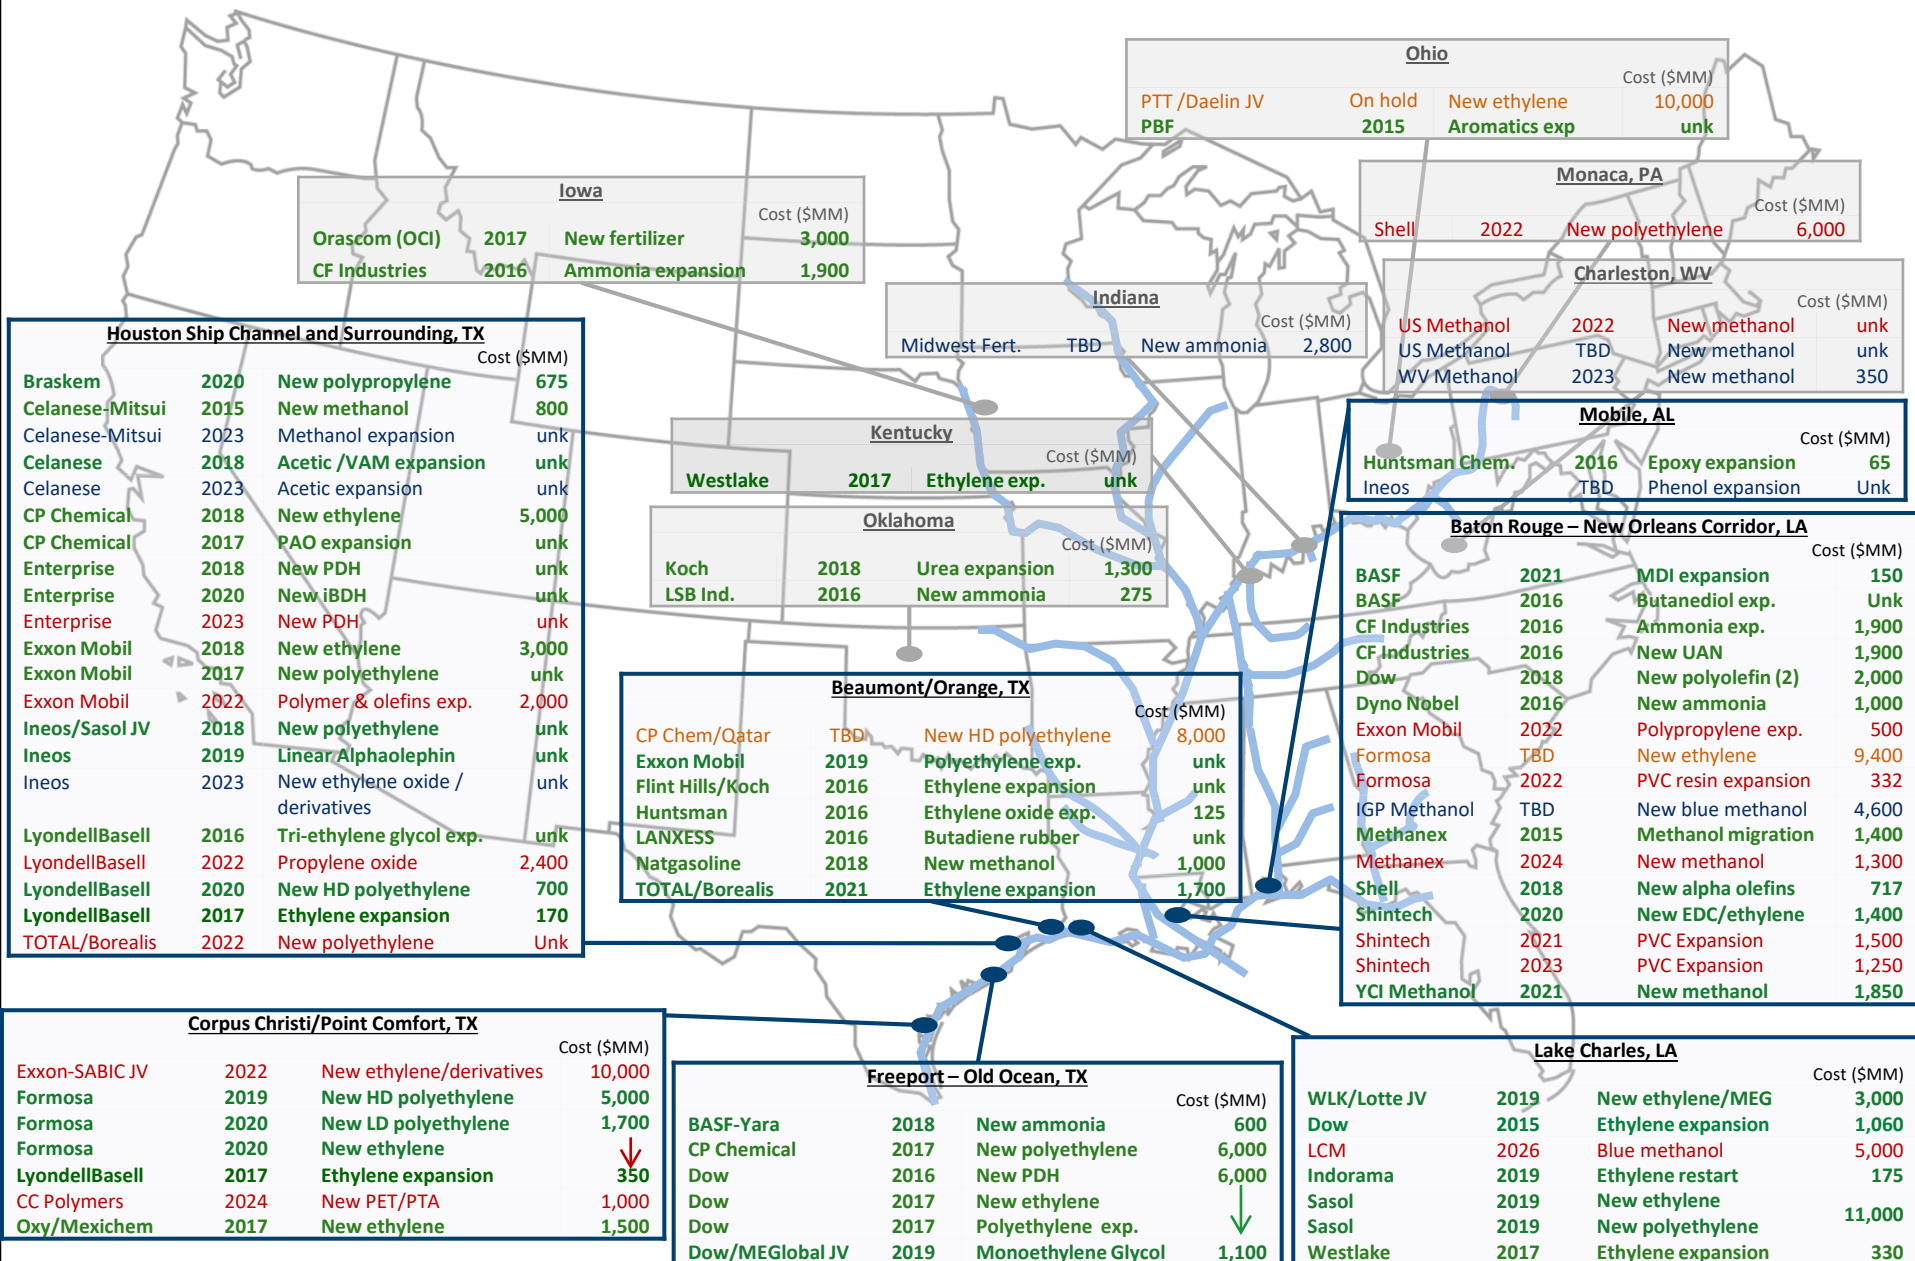 Ohio
Cost ($MM)
PTT /Daelin JV On hold New ethylene 10,000
PBF 2015 Aromatics exp unk
Monaca, PA
Cost ($MM)
Shell 2022 New polyethylene 6,000
Iowa
Cost ($MM)
Orascom (OCI) 2017 New fertilizer 3,000
CF Industries 2016 Ammonia expansion 1,900
Charleston, WV
Cost ($MM)
US Methanol 2022 New methanol unk
US Methanol TBD New methanol unk
WV Methanol 2023 New methanol 350
Indiana
Cost ($MM)
Midwest Fert. TBD New ammonia 2,800
Houston Ship Channel and Surrounding, TX
Cost ($MM)
Braskem 2020 New polypropylene 675
Celanese-Mitsui 2015 New methanol 800
Celanese-Mitsui 2023 Methanol expansion unk
Celanese 2018 Acetic /VAM expansion unk
Celanese 2023 Acetic expansion unk
CP Chemical 2018 New ethylene 5,000
CP Chemical 2017 PAO expansion unk
Enterprise 2018 New PDH unk
Enterprise 2020 New iBDH unk
Enterprise 2023 New PDH unk
Exxon Mobil 2018 New ethylene 3,000
Exxon Mobil 2017 New polyethylene unk
Exxon Mobil 2022 Polymer & olefins exp. 2,000
Ineos/Sasol JV 2018 New polyethylene unk
Ineos 2019 Linear Alphaolephin unk
Ineos 2023 New ethylene oxide / unk
derivatives
LyondellBasell 2016 Tri-ethylene glycol exp. unk
LyondellBasell 2022 Propylene oxide 2,400
LyondellBasell 2020 New HD polyethylene 700
LyondellBasell 2017 Ethylene expansion 170
TOTAL/Borealis 2022 New polyethylene Unk
Kentucky
Cost ($MM)
Westlake 2017 Ethylene exp. unk
Mobile, AL
Cost ($MM)
Huntsman Chem. 2016 Epoxy expansion 65
Ineos TBD Phenol expansion Unk
Oklahoma
Cost ($MM)
Koch 2018 Urea expansion 1,300
LSB Ind. 2016 New ammonia 275
Baton Rouge – New Orleans Corridor, LA
Cost ($MM)
BASF 2021 MDI expansion 150
BASF 2016 Butanediol exp. Unk
CF Industries 2016 Ammonia exp. 1,900
CF Industries 2016 New UAN 1,900
Dow 2018 New polyolefin (2) 2,000
Dyno Nobel 2016 New ammonia 1,000
Exxon Mobil 2022 Polypropylene exp. 500
Formosa TBD New ethylene 9,400
Formosa 2022 PVC resin expansion 332
IGP Methanol TBD New blue methanol 4,600
Methanex 2015 Methanol migration 1,400
Methanex 2024 New methanol 1,300
Shell 2018 New alpha olefins 717
Shintech 2020 New EDC/ethylene 1,400
Shintech 2021 PVC Expansion 1,500
Shintech 2023 PVC Expansion 1,250
YCI Methanol 2021 New methanol 1,850
Beaumont/Orange, TX
Cost ($MM)
CP Chem/Qatar TBD New HD polyethylene 8,000
Exxon Mobil 2019 Polyethylene exp. unk
Flint Hills/Koch 2016 Ethylene expansion unk
Huntsman 2016 Ethylene oxide exp. 125
LANXESS 2016 Butadiene rubber unk
Natgasoline 2018 New methanol 1,000
TOTAL/Borealis 2021 Ethylene expansion 1,700
Corpus Christi/Point Comfort, TX
Cost ($MM)
Exxon-SABIC JV 2022 New ethylene/derivatives 10,000
Formosa 2019 New HD polyethylene 5,000
Formosa 2020 New LD polyethylene 1,700
Formosa 2020 New ethylene
LyondellBasell 2017 Ethylene expansion 350
CC Polymers 2024 New PET/PTA 1,000
Oxy/Mexichem 2017 New ethylene 1,500
Freeport – Old Ocean, TX
Cost ($MM)
BASF-Yara 2018 New ammonia 600
CP Chemical 2017 New polyethylene 6,000
Dow 2016 New PDH 6,000
Dow 2017 New ethylene
Dow 2017 Polyethylene exp.
Dow/MEGlobal JV 2019 Monoethylene Glycol 1,100
Lake Charles, LA
Cost ($MM)
WLK/Lotte JV 2019 New ethylene/MEG 3,000
Dow 2015 Ethylene expansion 1,060
LCM 2026 Blue methanol 5,000
Indorama 2019 Ethylene restart 175
Sasol 2019 New ethylene
11,000
Sasol 2019 New polyethylene
Westlake 2017 Ethylene expansion 330